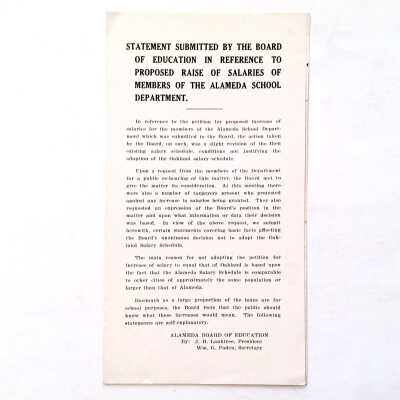 STATEMENT SUBMITTED BY THE BOARD
OF EDUCATION IN REFERENCE TO
PROPOSED RAISE OF SALARIES OF
MEMBERS OF THE ALAMEDA SCHOOL
DEPARTMENT.
In reference to the petition for proposed increase of
salaries for the members of the Alameda School Depart-
ment which was submitted to the Board, the action taken
by the Board, on such, was a slight revision of the then
existing salary schedule, conditions not justifying the
adoption of the Oakland salary schedule.
Upon a request from the members of the Department
for a public re-hearing of this matter, the Board set to
give the matter its consideration. At this meeting there
were also a number of taxpayers present who protested
against any increase in salaries being granted. They also
requested an expression of the Board's position in the
matter and upon what information or data their decision
was based. In view of the above request, we submit
herewith, certain statements covering basic facts affecting
the Board's unanimous decision not to adopt the Oak-
land Salary Schedule.
The main reason for not adopting the petition for
increase of salary to equal that of Oakland is based upon
the fact that the Alameda Salary Schedule is comparable
to other cities of approximately the same population or
larger than that of Alameda.
Inasmuch as a large proportion of the taxes are for
school purposes, the Board feels that the public should
know what these increases would mean. The following
statements are self-explanatory.
ALAMEDA BOARD OF EDUCATION
By: J. H. President
Wm. G. Paden, Secretary